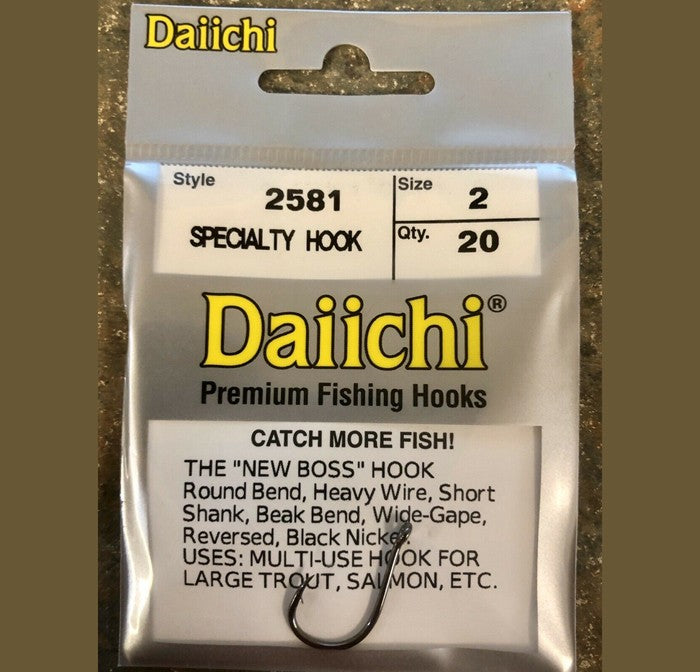 Daiichi
Style 2581 Size 2
SPECIALTY HOOK Qty. 20
Daiichi®
Premium Fishing Hooks
CATCH MORE FISH!
THE "NEW BOSS" HOOK
Round Bend, Heavy Wire, Short
Shank, Beak Bend, Wide-Gape,
Reversed, Black Nickel.
USES: MULTI-USE HOOK FOR
LARGE TROUT, SALMON, ETC.